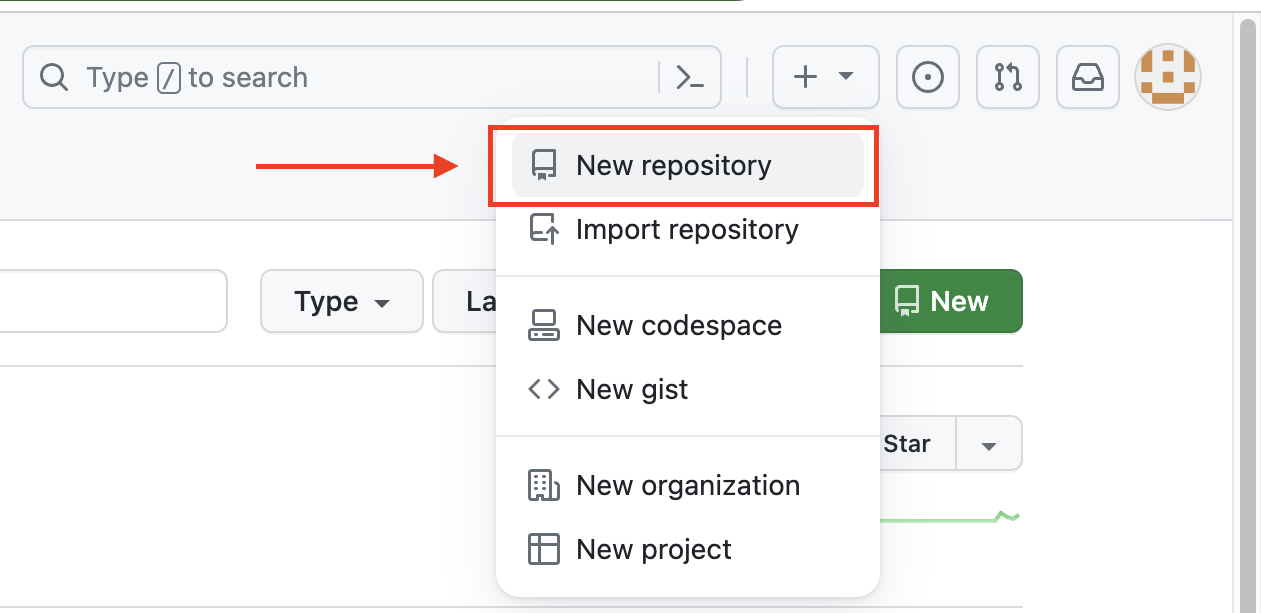 Type / to search
New repository
Import repository
Type
La
New
New codespace
New gist
Star
New organization
New project